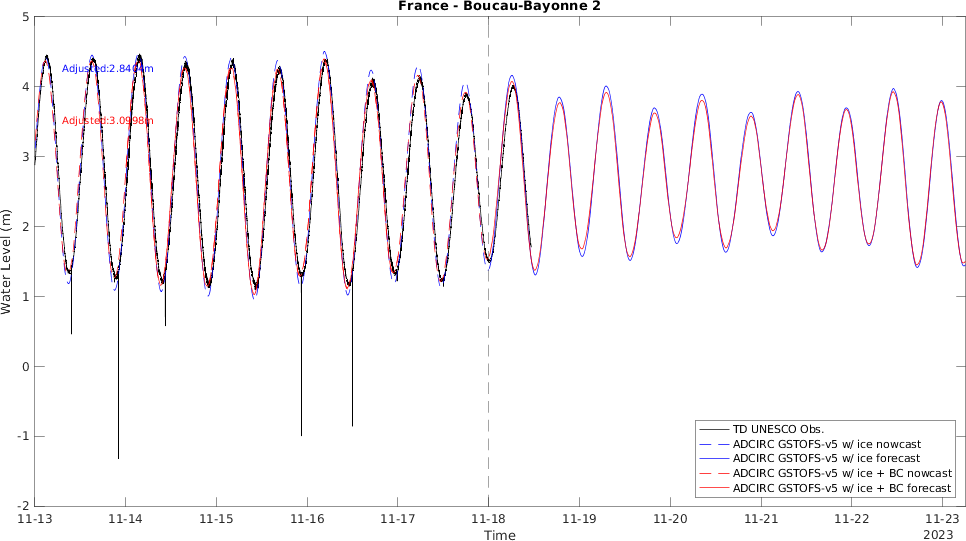 France - Boucau-Bayonne 2
5
4
3
2
1
0
-1
-2
Water Level (m)
Adjusted:3.0998m
TD UNESCO Obs.
ADCIRC GSTOFS-v5 w/ ice nowcast
ADCIRC GSTOFS-v5 w/ ice forecast
ADCIRC GSTOFS-v5 w/ ice + BC nowcast
ADCIRC GSTOFS-v5 w/ ice + BC forecast
11-13 11-14 11-15 11-16 11-17 11-18 11-19 11-20 11-21 11-22 11-23
Time
2023